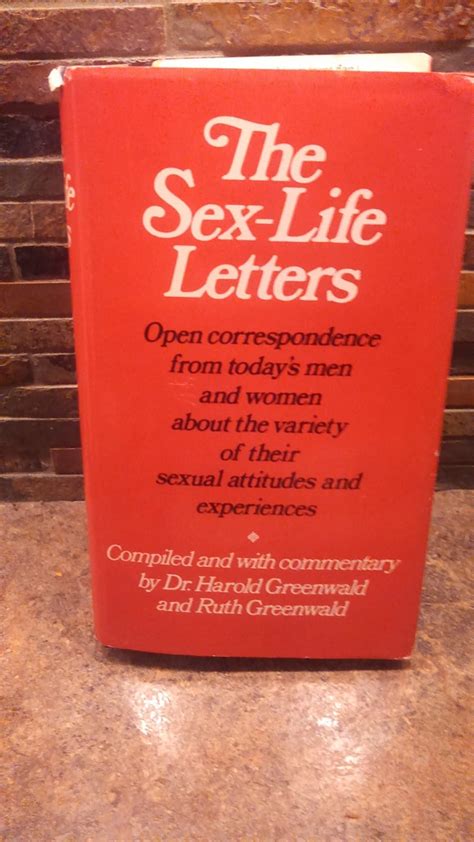 The
Sex-Life
Letters
Open correspondence
from today's men
and women
about the variety
of their
sexual attitudes and
experiences
Compiled and with commentary
by Dr. Harold Greenwald
and Ruth Greenwald